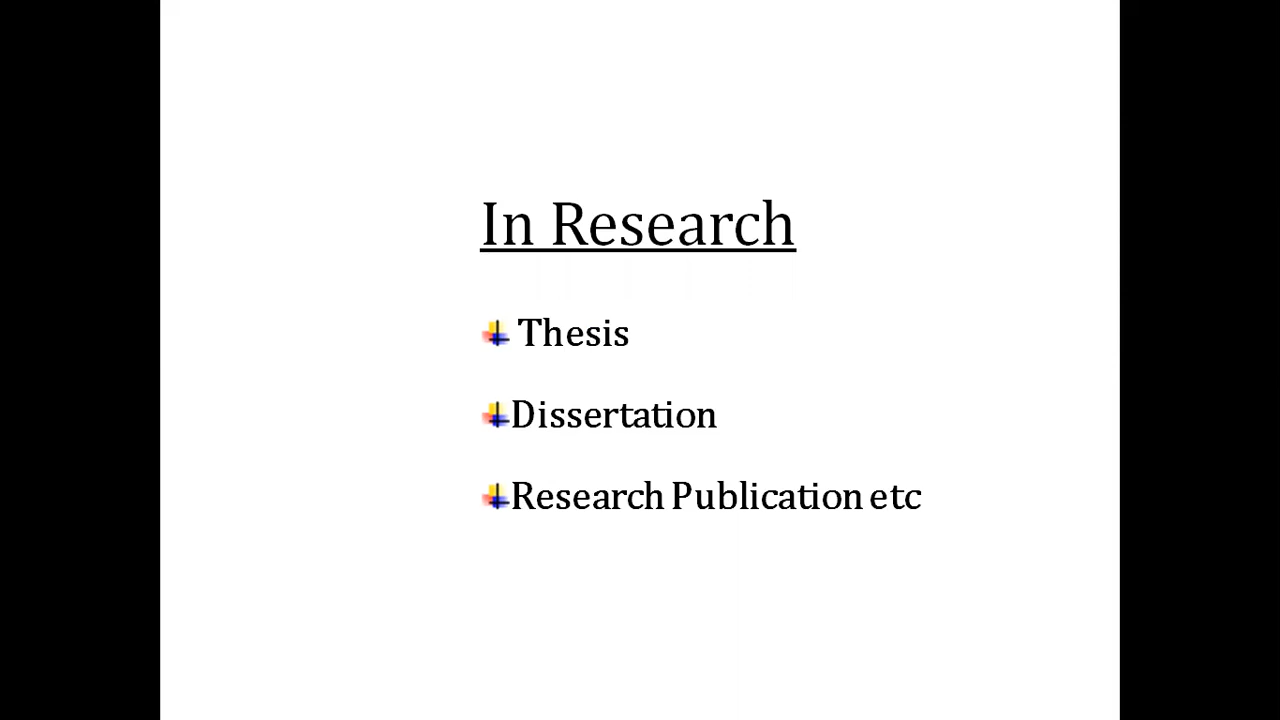 In Research
Thesis
Dissertation
Research Publication etc